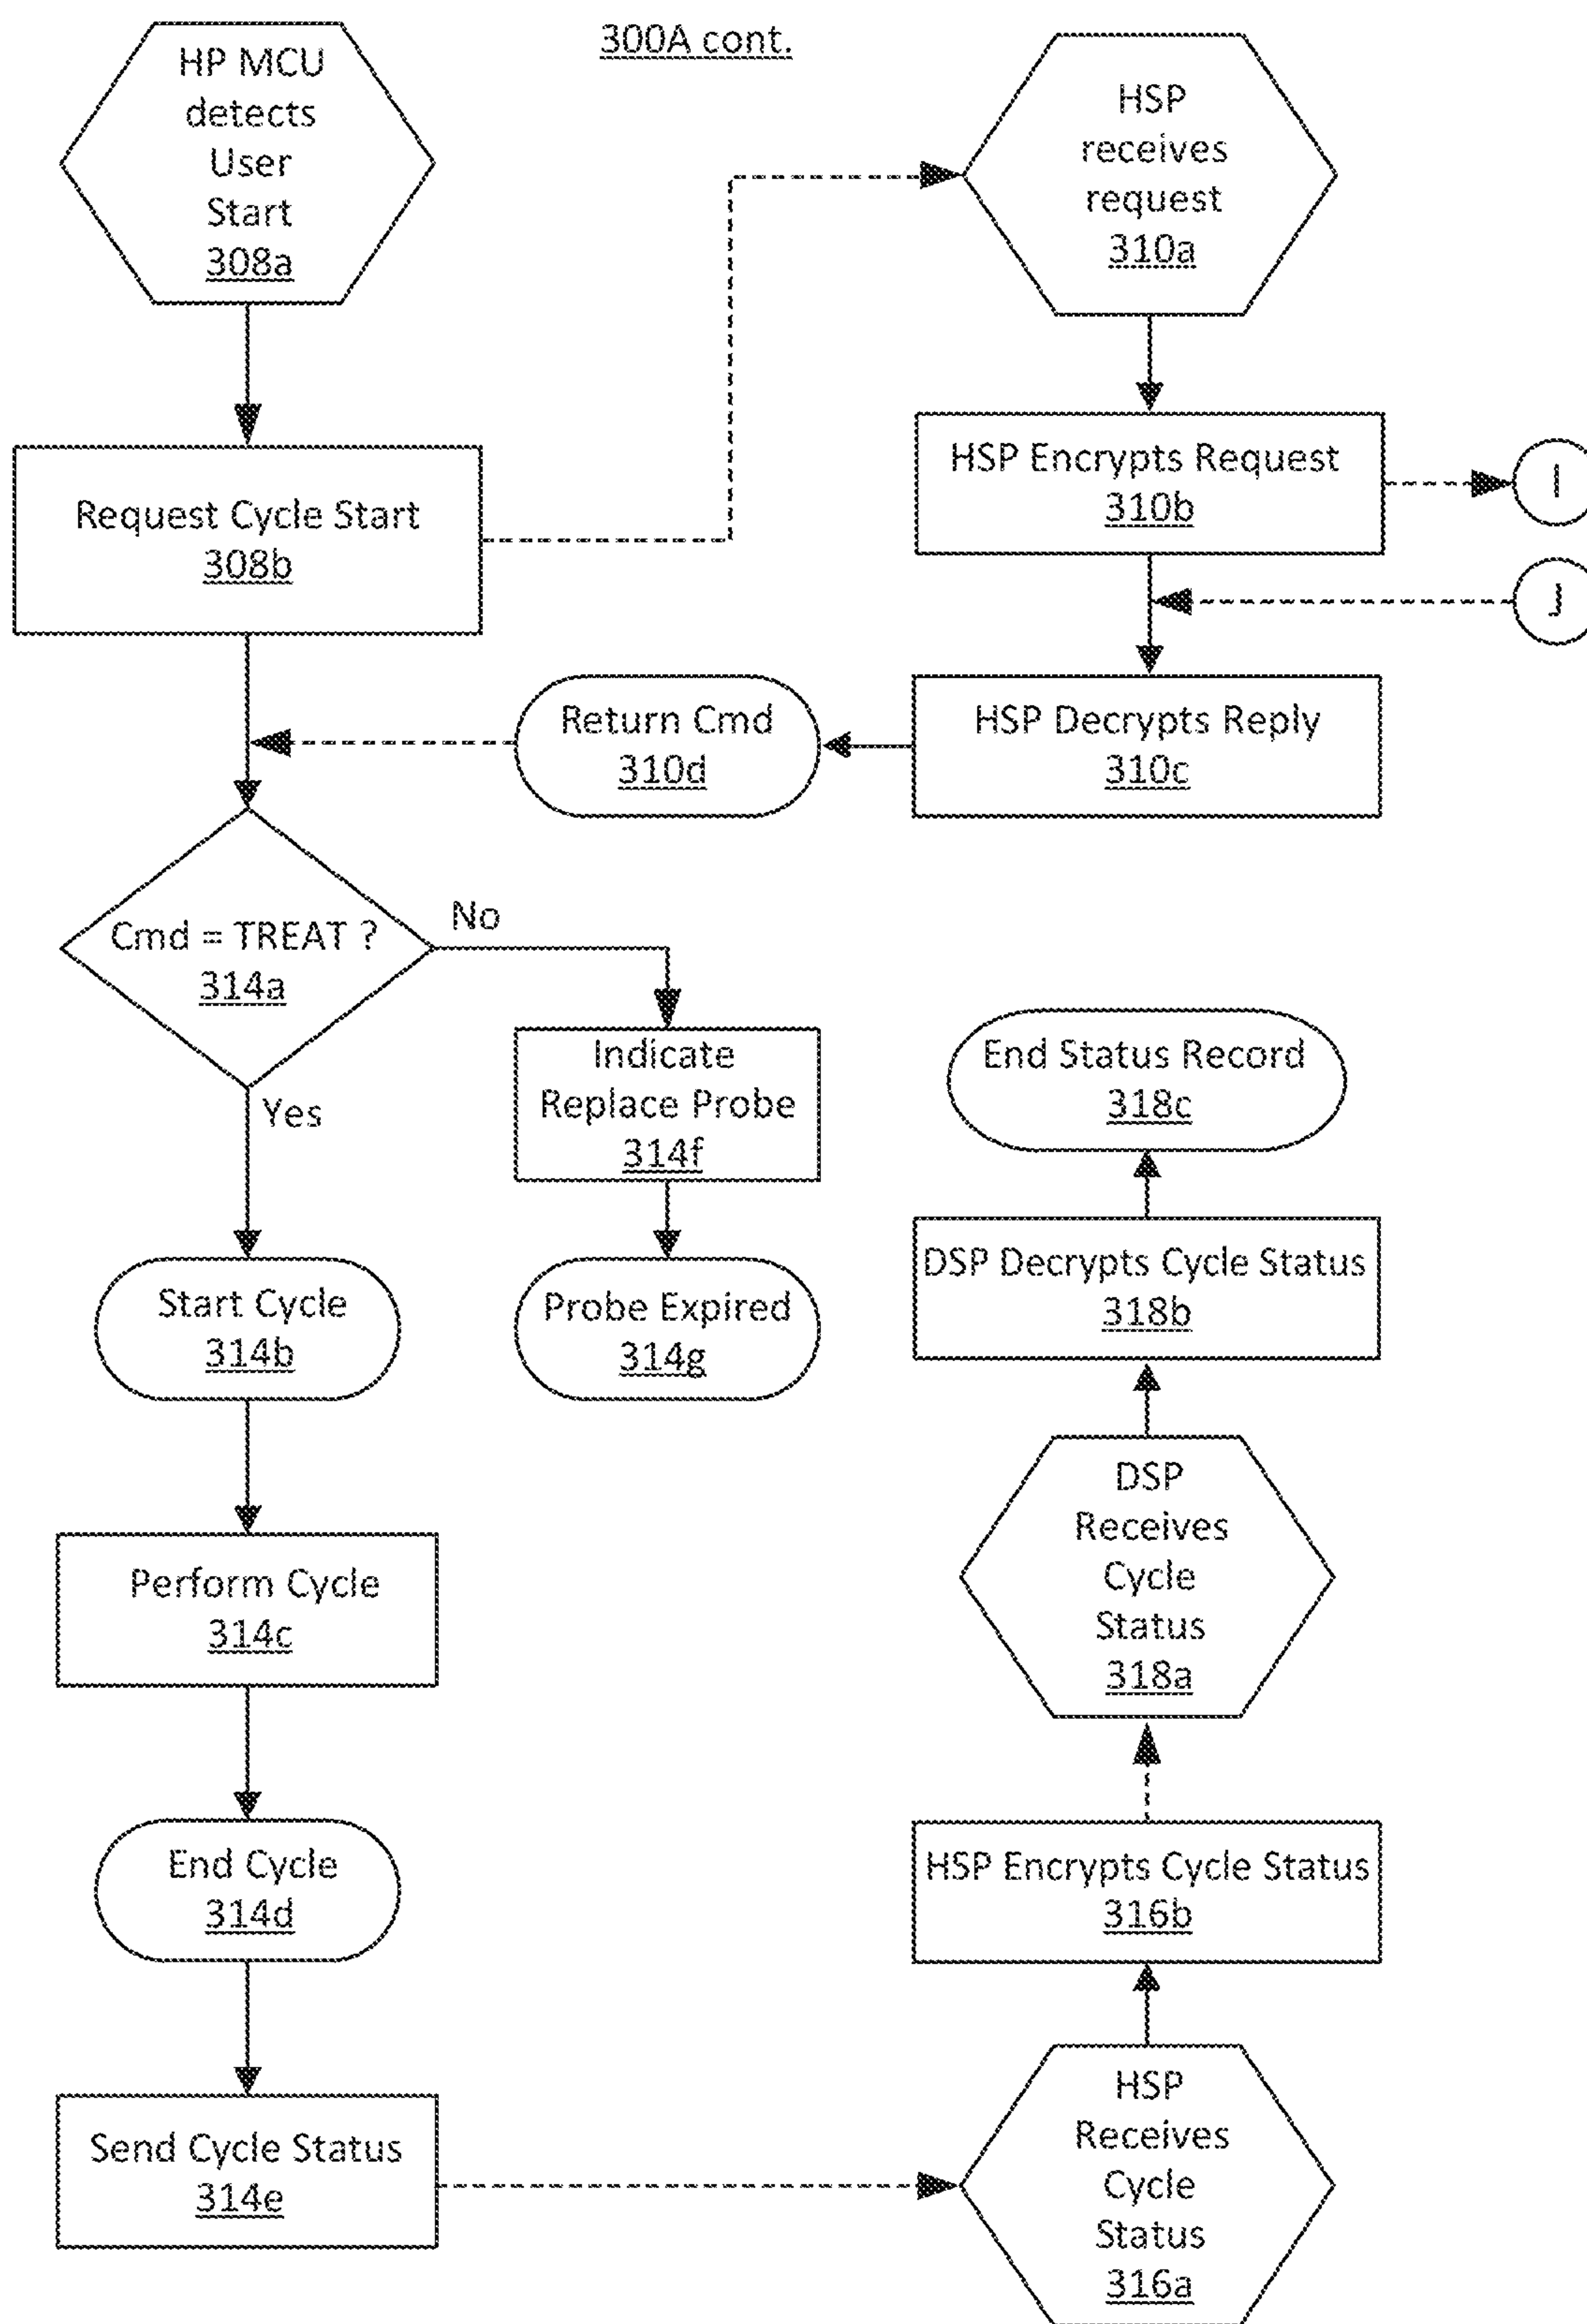 300A cont.
HP MCU
detects
User
Start
308a
HSP
receives
request
310a
Request Cycle Start
308b
HSP Encrypts Request
310b
I
J
HSP Decrypts Reply
310c
Return Cmd
310d
Cmd = TREAT ?
314a
No
Yes
Indicate
Replace Probe
314f
Probe Expired
314g
Start Cycle
314b
Perform Cycle
314c
End Cycle
314d
Send Cycle Status
314e
HSP
Receives
Cycle
Status
316a
HSP Encrypts Cycle Status
316b
DSP
Receives
Cycle
Status
318a
DSP Decrypts Cycle Status
318b
End Status Record
318c